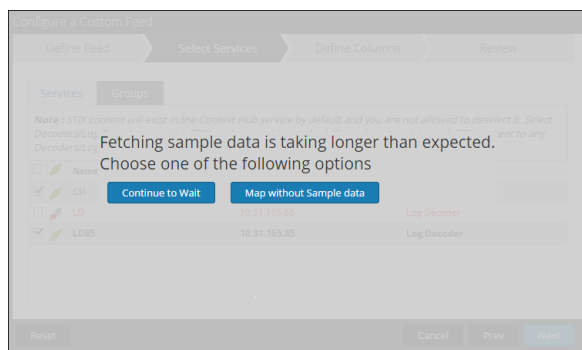 Configure a Custom Feed
Define Feed Select Services Define Columns Review
Services Groups
Note : STIX content will exist in the Context Hub service by default and you are not allowed to deselect it. Select
Decoders/Log
Decoders/Log
Fetching sample data is taking longer than expected.
Choose one of the following options
Name
Continue to Wait Map without Sample data
CH
LD 10.31.165.66 Log Decoder
LD85 10.31.165.85 Log Decoder
Reset Cancel Prev Next